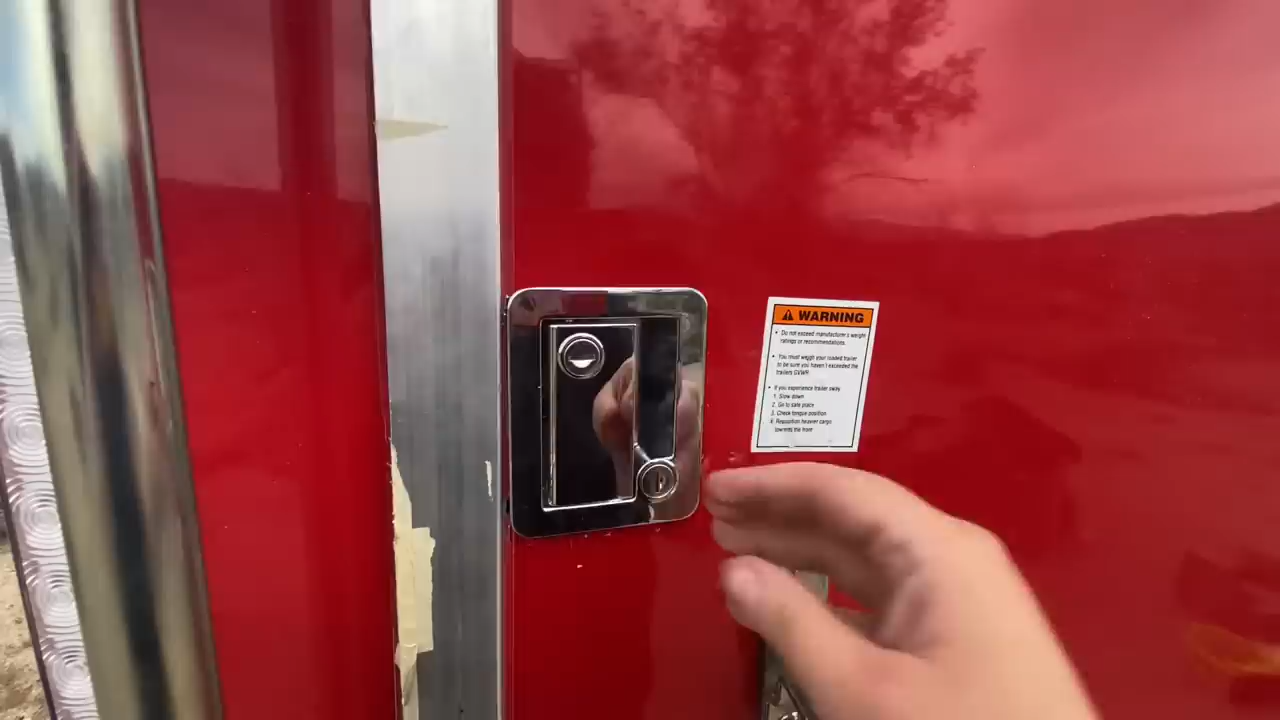 WARNING
• Do not exceed manufacturer's weight
ratings or recommendations.
• You must weigh your loaded trailer
to be sure you haven't exceeded the
trailers GVWR
• If you experience trailer sway
1. Slow down
2. Go to safe place
3. Check tongue position
4. Reposition heavier cargo
towards the front